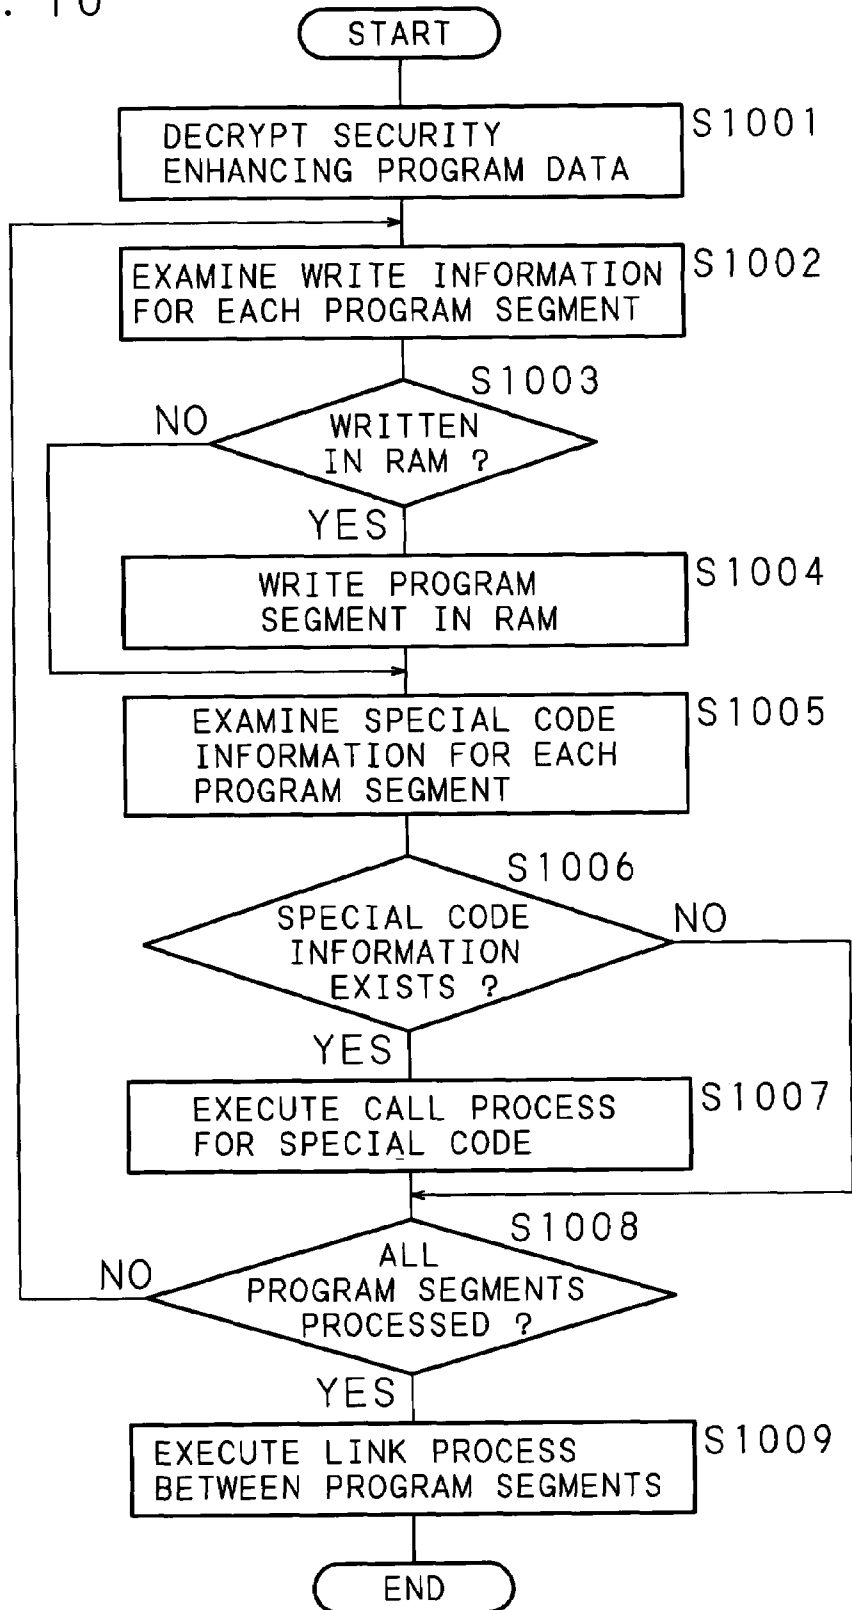 . 10
START
S1001
DECRYPT SECURITY
ENHANCING PROGRAM DATA
S1002
EXAMINE WRITE INFORMATION
FOR EACH PROGRAM SEGMENT
S1003
NO
WRITTEN
IN RAM ?
YES
S1004
WRITE PROGRAM
SEGMENT IN RAM
S1005
EXAMINE SPECIAL CODE
INFORMATION FOR EACH
PROGRAM SEGMENT
S1006
SPECIAL CODE
INFORMATION
EXISTS ?
NO
YES
S1007
EXECUTE CALL PROCESS
FOR SPECIAL CODE
S1008
NO
ALL
PROGRAM SEGMENTS
PROCESSED ?
YES
S1009
EXECUTE LINK PROCESS
BETWEEN PROGRAM SEGMENTS
END